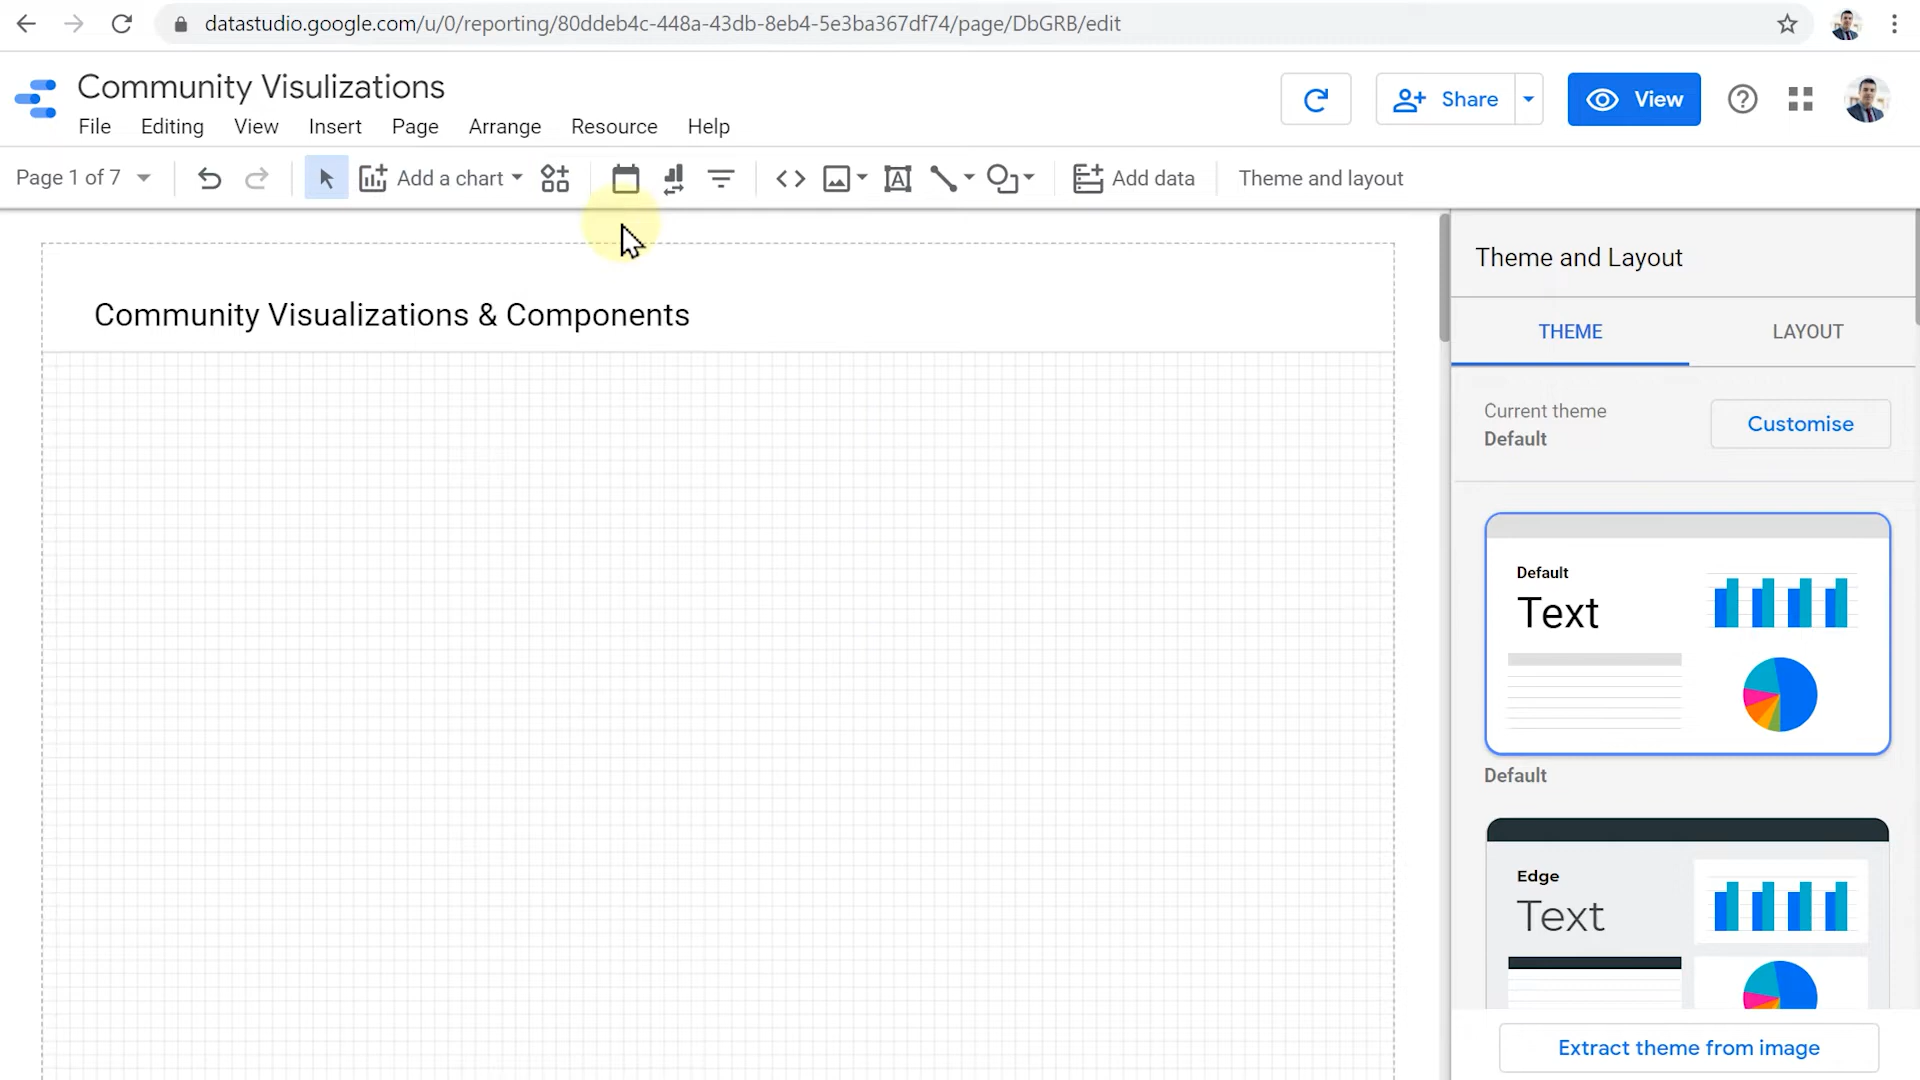 datastudio.google.com/u/0/reporting/80ddeb4c-448a-43db-8eb4-5e3ba367df74/page/DbGRB/edit
Community Visulizations
File Editing View Insert Page Arrange Resource Help
Share
View
Page 1 of 7
Add a chart
Add data
Theme and layout
Community Visualizations & Components
Theme and Layout
THEME LAYOUT
Current theme
Default
Customise
Default
Text
Default
Edge
Text
Extract theme from image